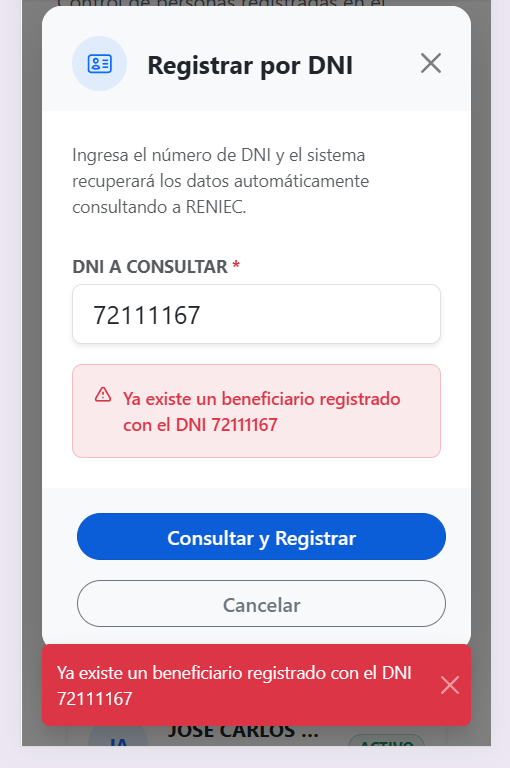 Control de personas registradas en el
Registrar por DNI
Ingresa el número de DNI y el sistema
recuperará los datos automáticamente
consultando a RENIEC.
DNI A CONSULTAR *
72111167
Ya existe un beneficiario registrado
con el DNI 72111167
Consultar y Registrar
Cancelar
Ya existe un beneficiario registrado con el DNI
72111167
JOSE CARLOS ...
JA
ACTIVO